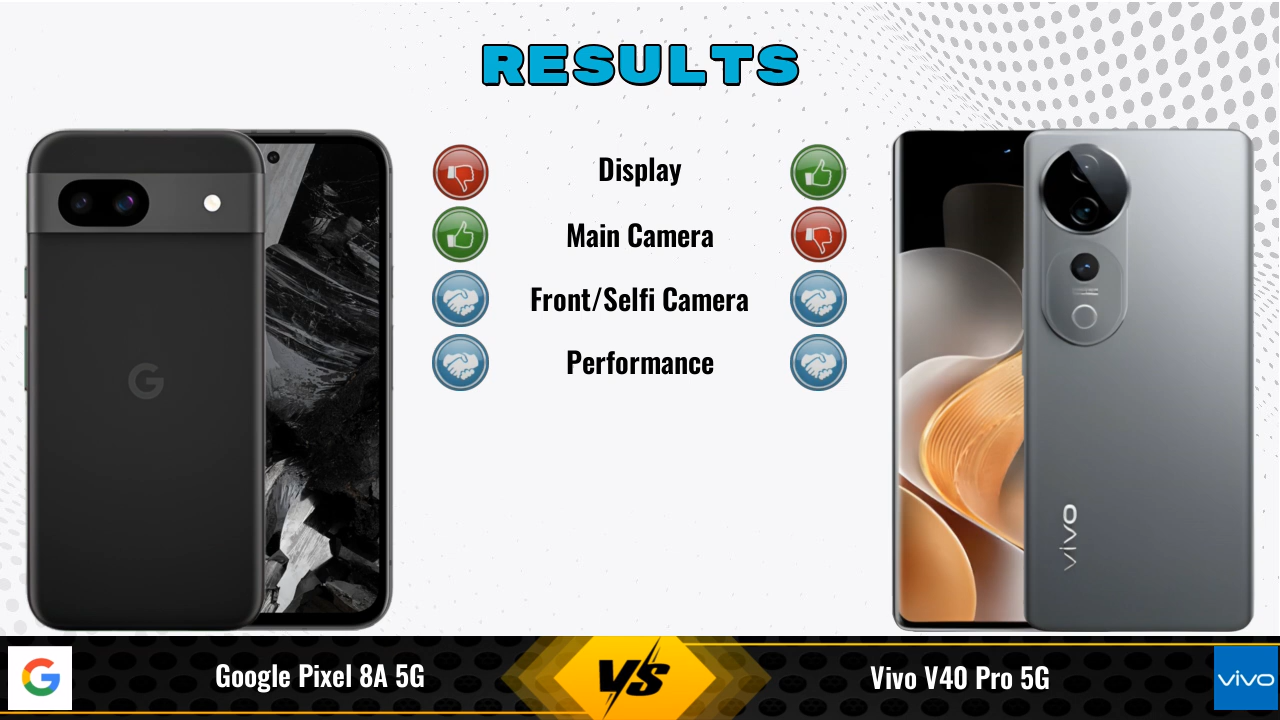 RESULTS
Display
Main Camera
Front/Selfi Camera
Performance
G
vivo
Google Pixel 8A 5G
VS
Vivo V40 Pro 5G
vivo